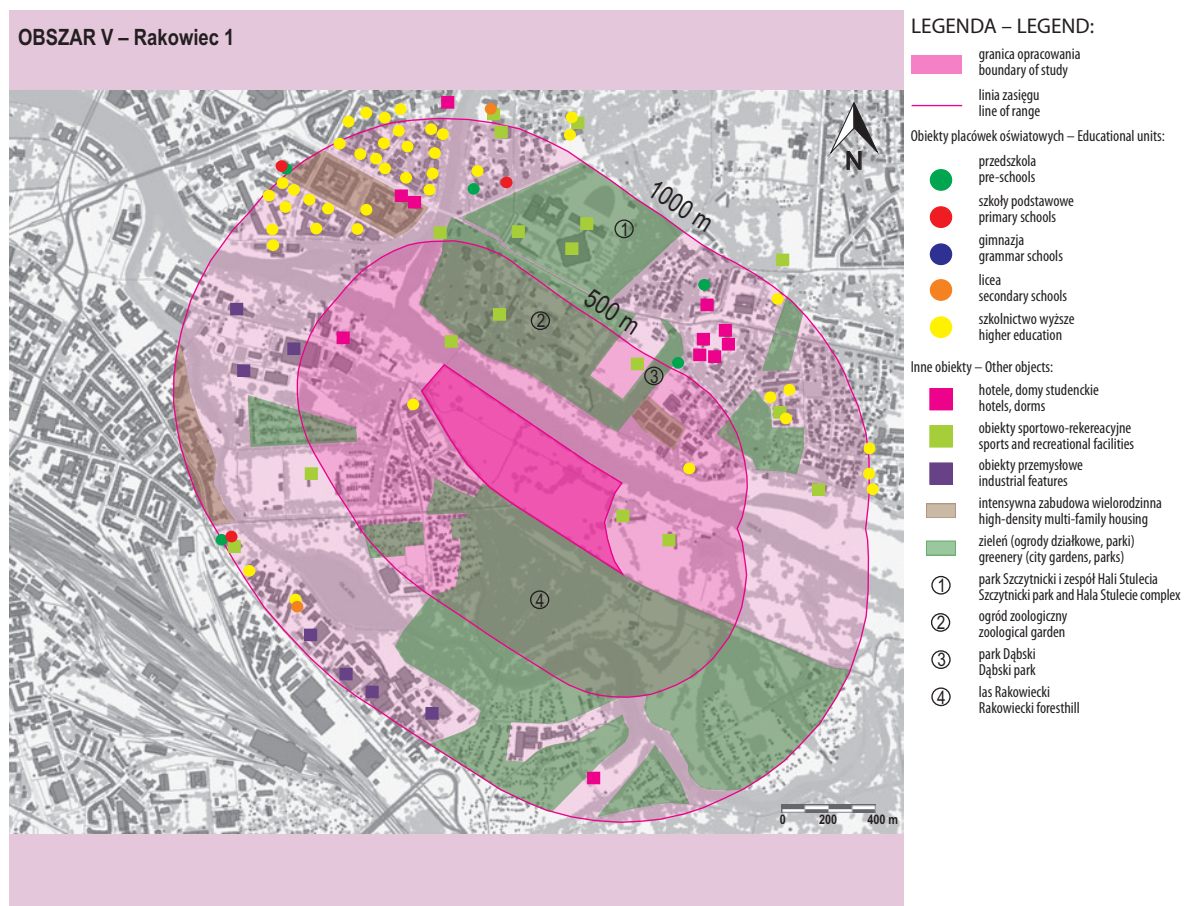 OBSZAR V – Rakowiec 1
1000 m
500 m
①
②
③
④
N
0 200 400 m
LEGENDA – LEGEND:
granica opracowania
boundary of study
linia zasięgu
line of range
Obiekty placówek oświatowych – Educational units:
przedszkola
pre-schools
szkoły podstawowe
primary schools
gimnazja
grammar schools
licea
secondary schools
szkolnictwo wyższe
higher education
Inne obiekty – Other objects:
hotele, domy studenckie
hotels, dorms
obiekty sportowo-rekereacyjne
sports and recreational facilities
obiekty przemysłowe
industrial features
intensywna zabudowa wielorodzinna
high-density multi-family housing
zieleń (ogrody działkowe, parki)
greenery (city gardens, parks)
① park Szczytnicki i zespół Hali Stulecia
Szczytnicki park and Hala Stulecie complex
② ogród zoologiczny
zoological garden
③ park Dąbski
Dąbski park
④ las Rakowiecki
Rakowiecki foresthill